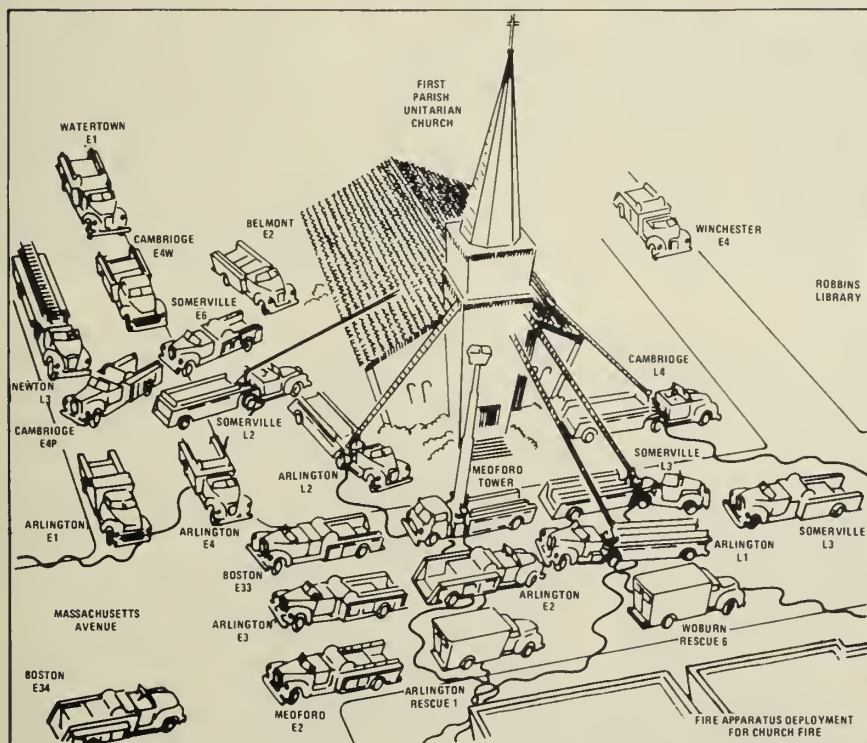 FIRST
PARISH
UNITARIAN
CHURCH
WATERTOWN
E1
CAMBRIDGE
E4W
BELMONT
E2
WINCHESTER
E4
SOMERVILLE
E6
ROBBINS
LIBRARY
NEWTON
L3
CAMBRIDGE
E4P
SOMERVILLE
L2
CAMBRIDGE
L4
ARLINGTON
L2
MEDFORD
TOWER
SOMERVILLE
L3
ARLINGTON
E1
ARLINGTON
E4
BOSTON
E33
ARLINGTON
L1
SOMERVILLE
L3
ARLINGTON
E2
MASSACHUSETTS
AVENUE
ARLINGTON
E3
WOBURN
RESCUE 6
BOSTON
E34
MEDFORD
E2
ARLINGTON
RESCUE 1
FIRE APPARATUS DEPLOYMENT
FOR CHURCH FIRE